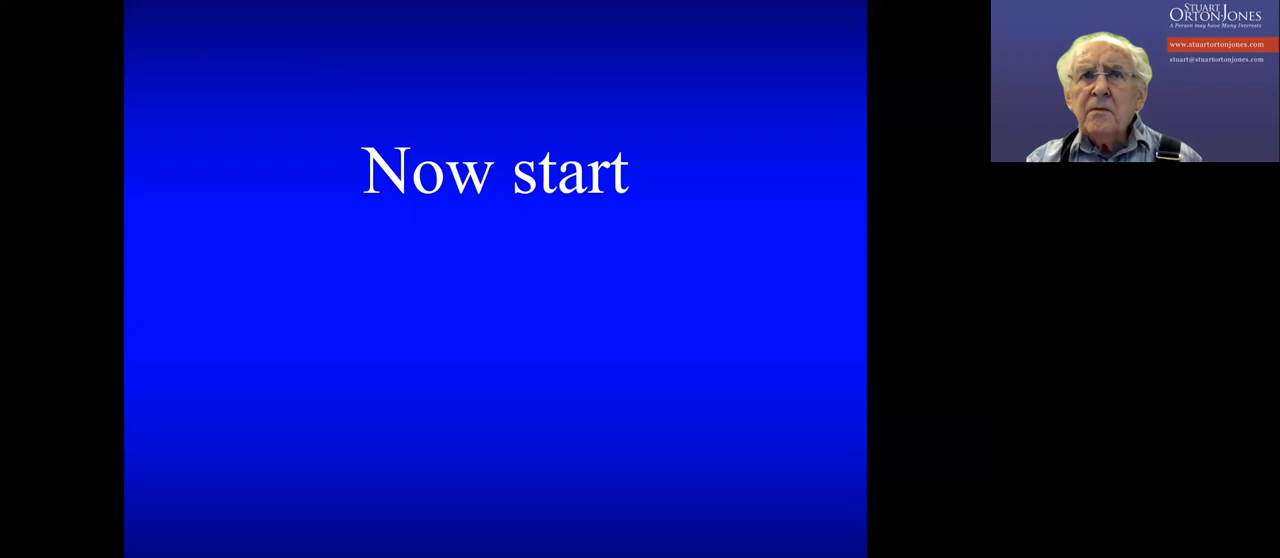 Now start
STUART
ORTON-JONES
A Person may have Many Interests
www.stuartortonjones.com
stuart@stuartortonjones.com